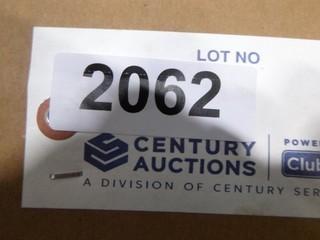 LOT NO
2062
CENTURY
AUCTIONS
POWE
Club
A DIVISION OF CENTURY SER